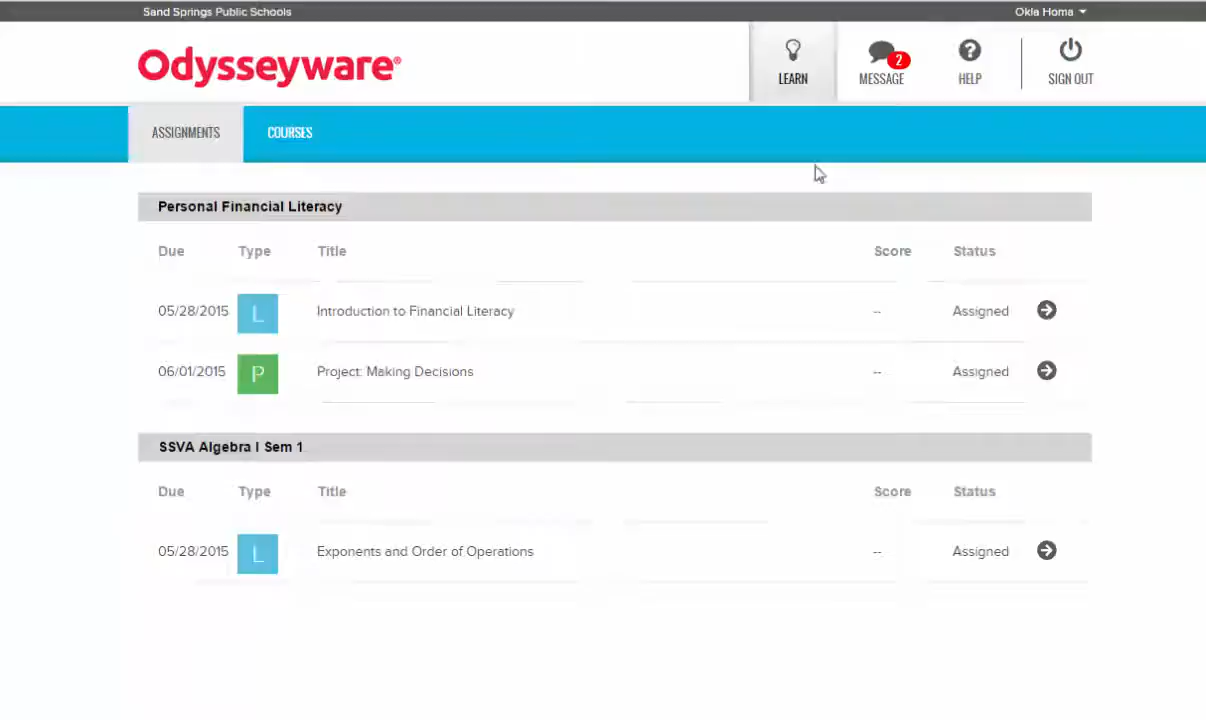 Sand Springs Public Schools Okla Homa
Odysseyware®
LEARN MESSAGE 2 HELP SIGN OUT
ASSIGNMENTS COURSES
Personal Financial Literacy
Due Type Title Score Status
05/28/2015 L Introduction to Financial Literacy -- Assigned
06/01/2015 P Project: Making Decisions -- Assigned
SSVA Algebra I Sem 1
Due Type Title Score Status
05/28/2015 L Exponents and Order of Operations -- Assigned